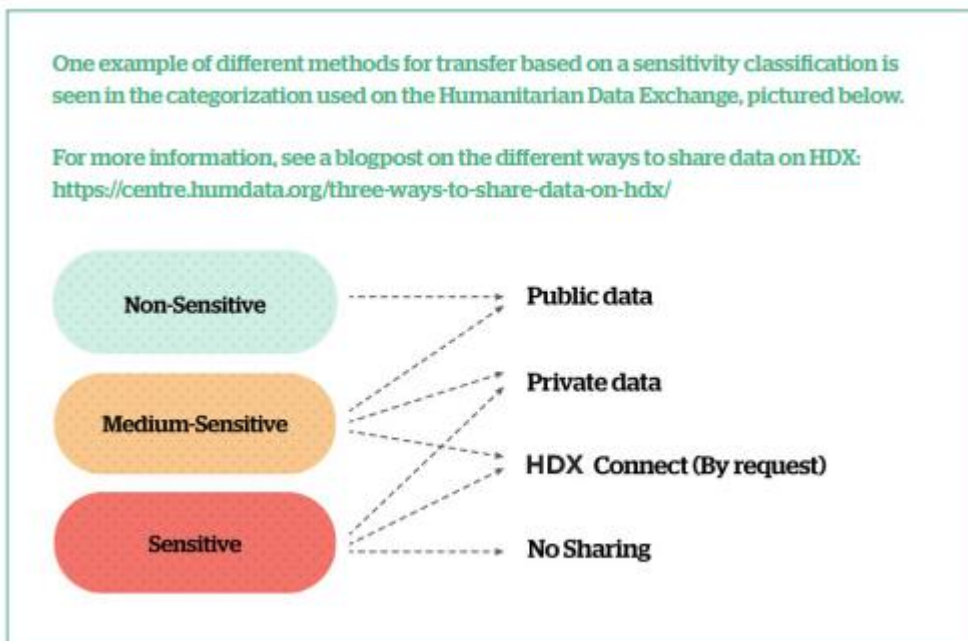 One example of different methods for transfer based on a sensitivity classification is
seen in the categorization used on the Humanitarian Data Exchange, pictured below.
For more information, see a blogpost on the different ways to share data on HDX:
https://centre.humdata.org/three-ways-to-share-data-on-hdx/
Non-Sensitive
Public data
Private data
Medium-Sensitive
HDX Connect (By request)
Sensitive
No Sharing